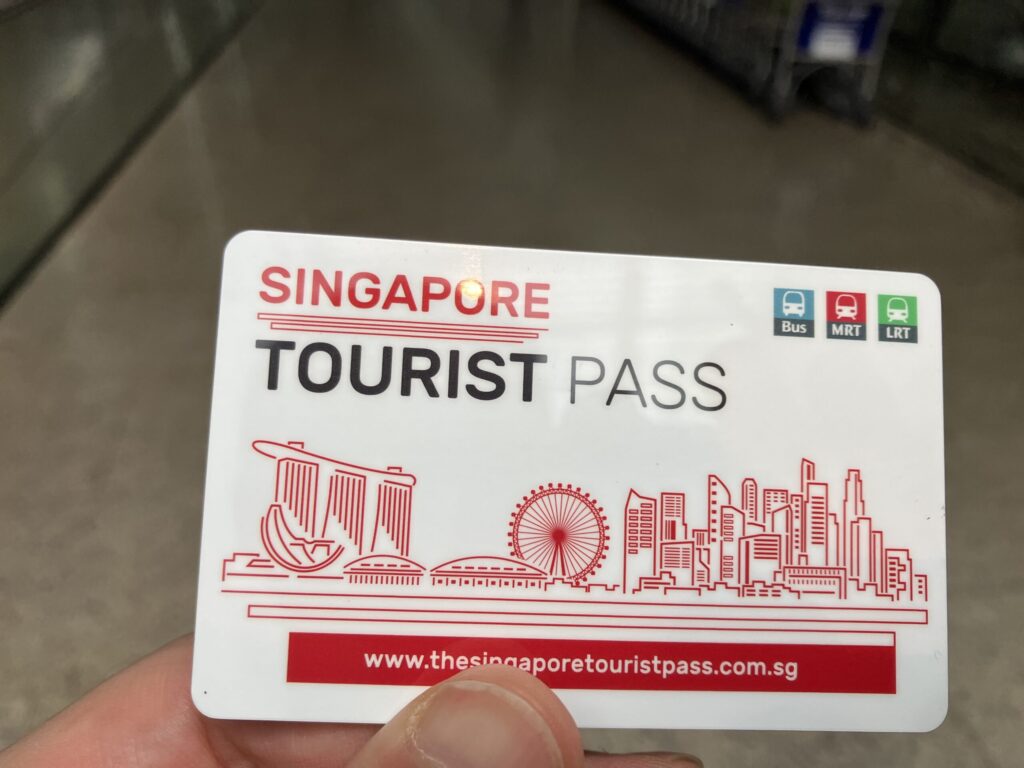 SINGAPORE
TOURIST PASS
Bus
MRT
LRT
www.thesingaporetouristpass.com.sg